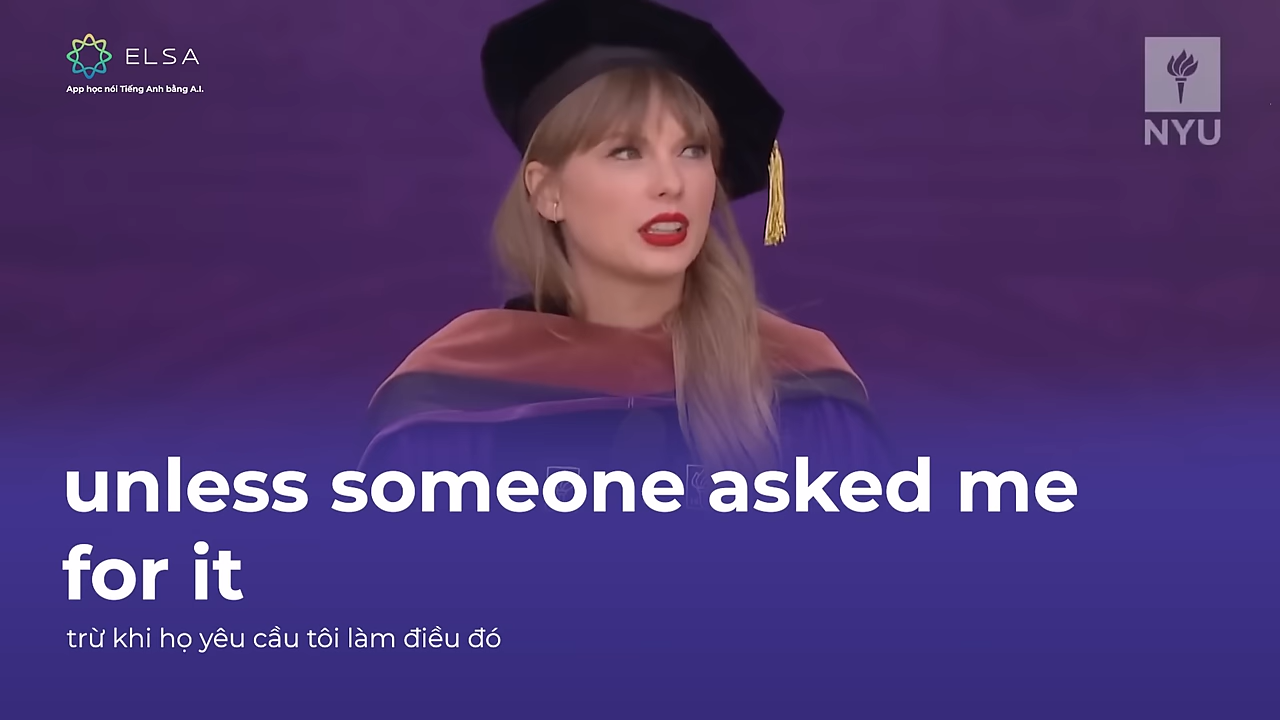 ELSA
App học nói Tiếng Anh bằng A.I.
NYU
unless someone asked me
for it
trừ khi họ yêu cầu tôi làm điều đó